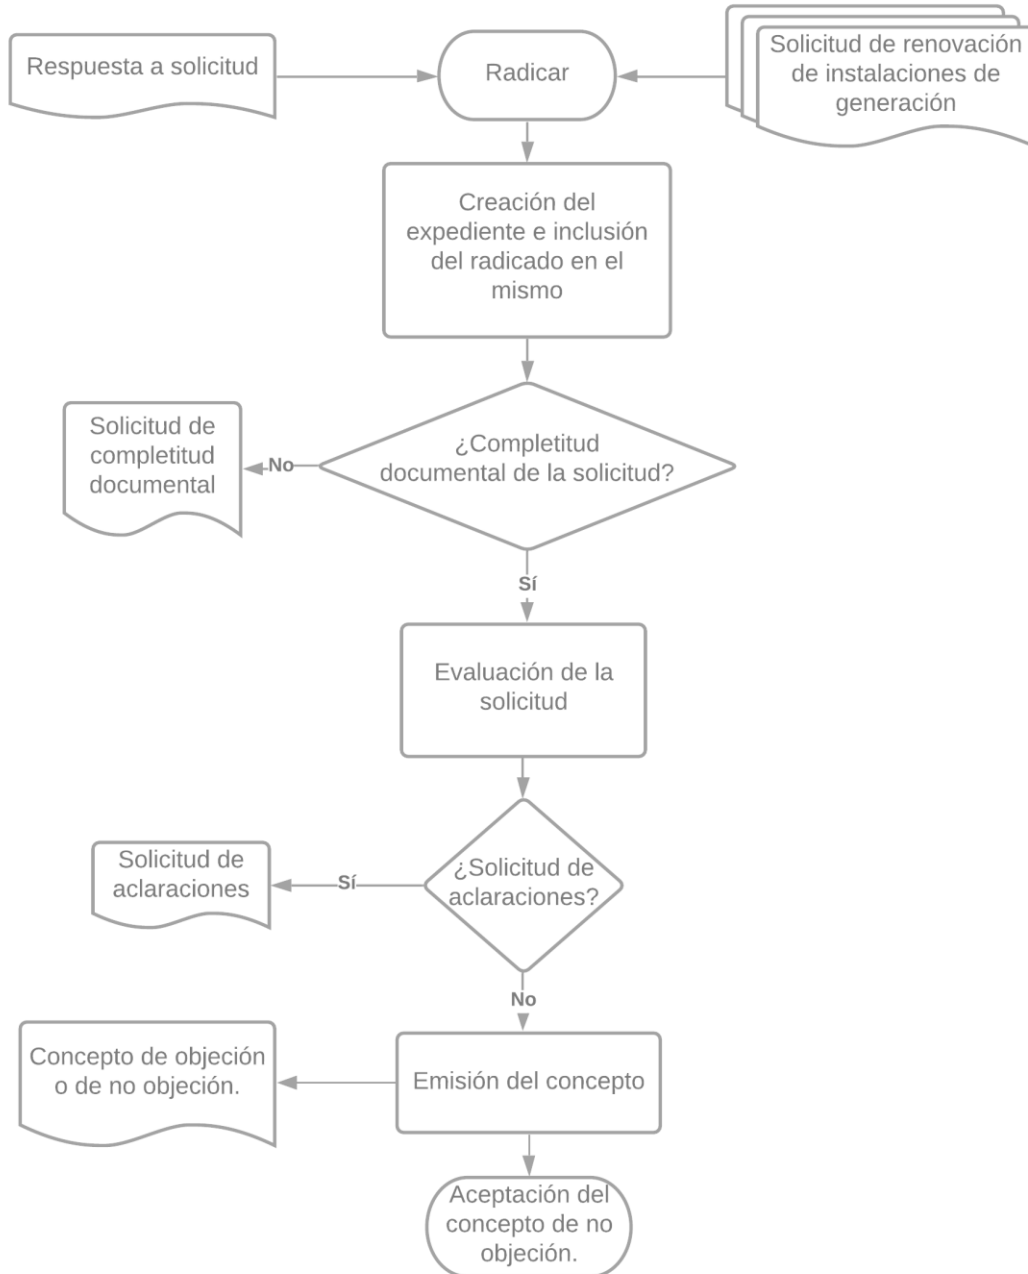 Respuesta a solicitud
Radicar
Solicitud de renovación
de instalaciones de
generación
Creación del
expediente e inclusión
del radicado en el
mismo
Solicitud de
completitud
documental
No
¿Completitud
documental de la solicitud?
Sí
Evaluación de la
solicitud
Solicitud de
aclaraciones
Sí
¿Solicitud de
aclaraciones?
No
Concepto de objeción
o de no objeción.
Emisión del concepto
Aceptación del
concepto de no
objeción.